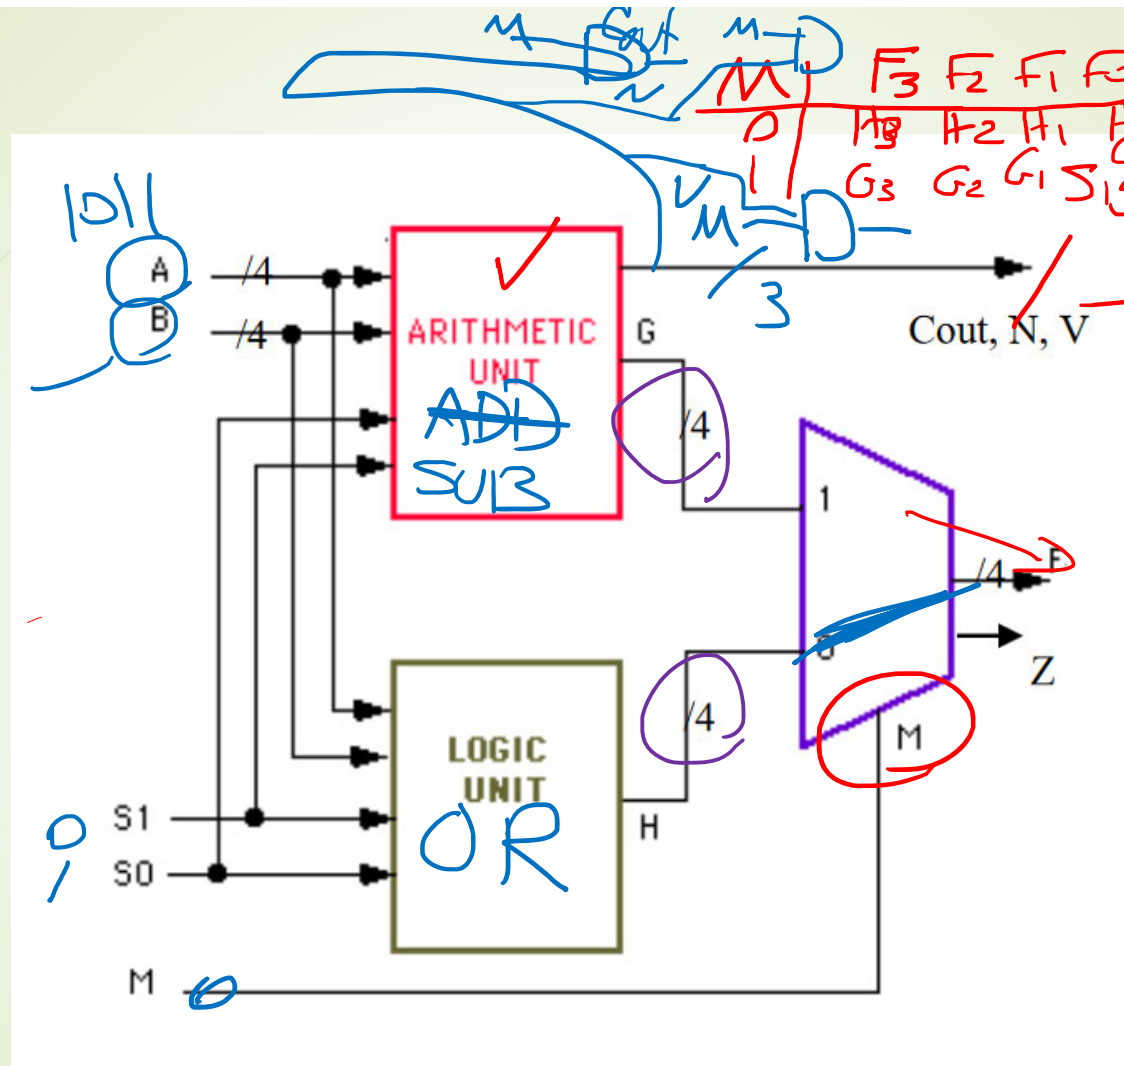 M Cout M
N
M F3 F2 F1
0 H3 H2 H1 H
1 G3 G2 G1
1011
V
M
A /4
3
B /4
ARITHMETIC UNIT
G
Cout, N, V
ADD
/4
SUB
1
/4 F
0
Z
/4
M
LOGIC UNIT
H
0 S1
OR
1 S0
M 0